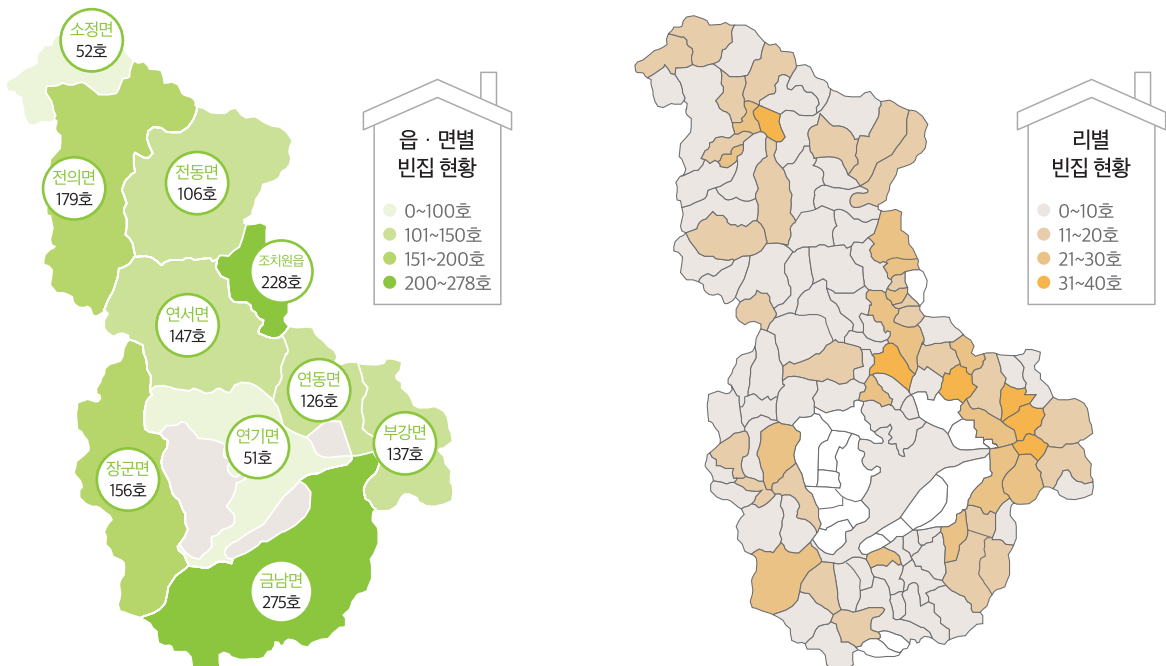 소정면
52호
전의면
179호
전동면
106호
조치원읍
228호
연서면
147호
연동면
126호
연기면
51호
부강면
137호
장군면
156호
금남면
275호
읍 · 면별
빈집 현황
0~100호
101~150호
151~200호
200~278호
리별
빈집 현황
0~10호
11~20호
21~30호
31~40호